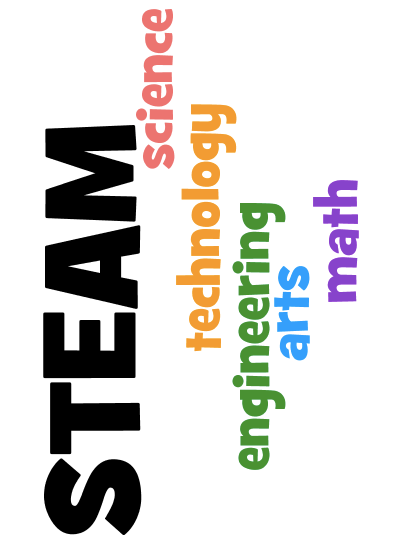 STEAM
science
technology
engineering
arts
math